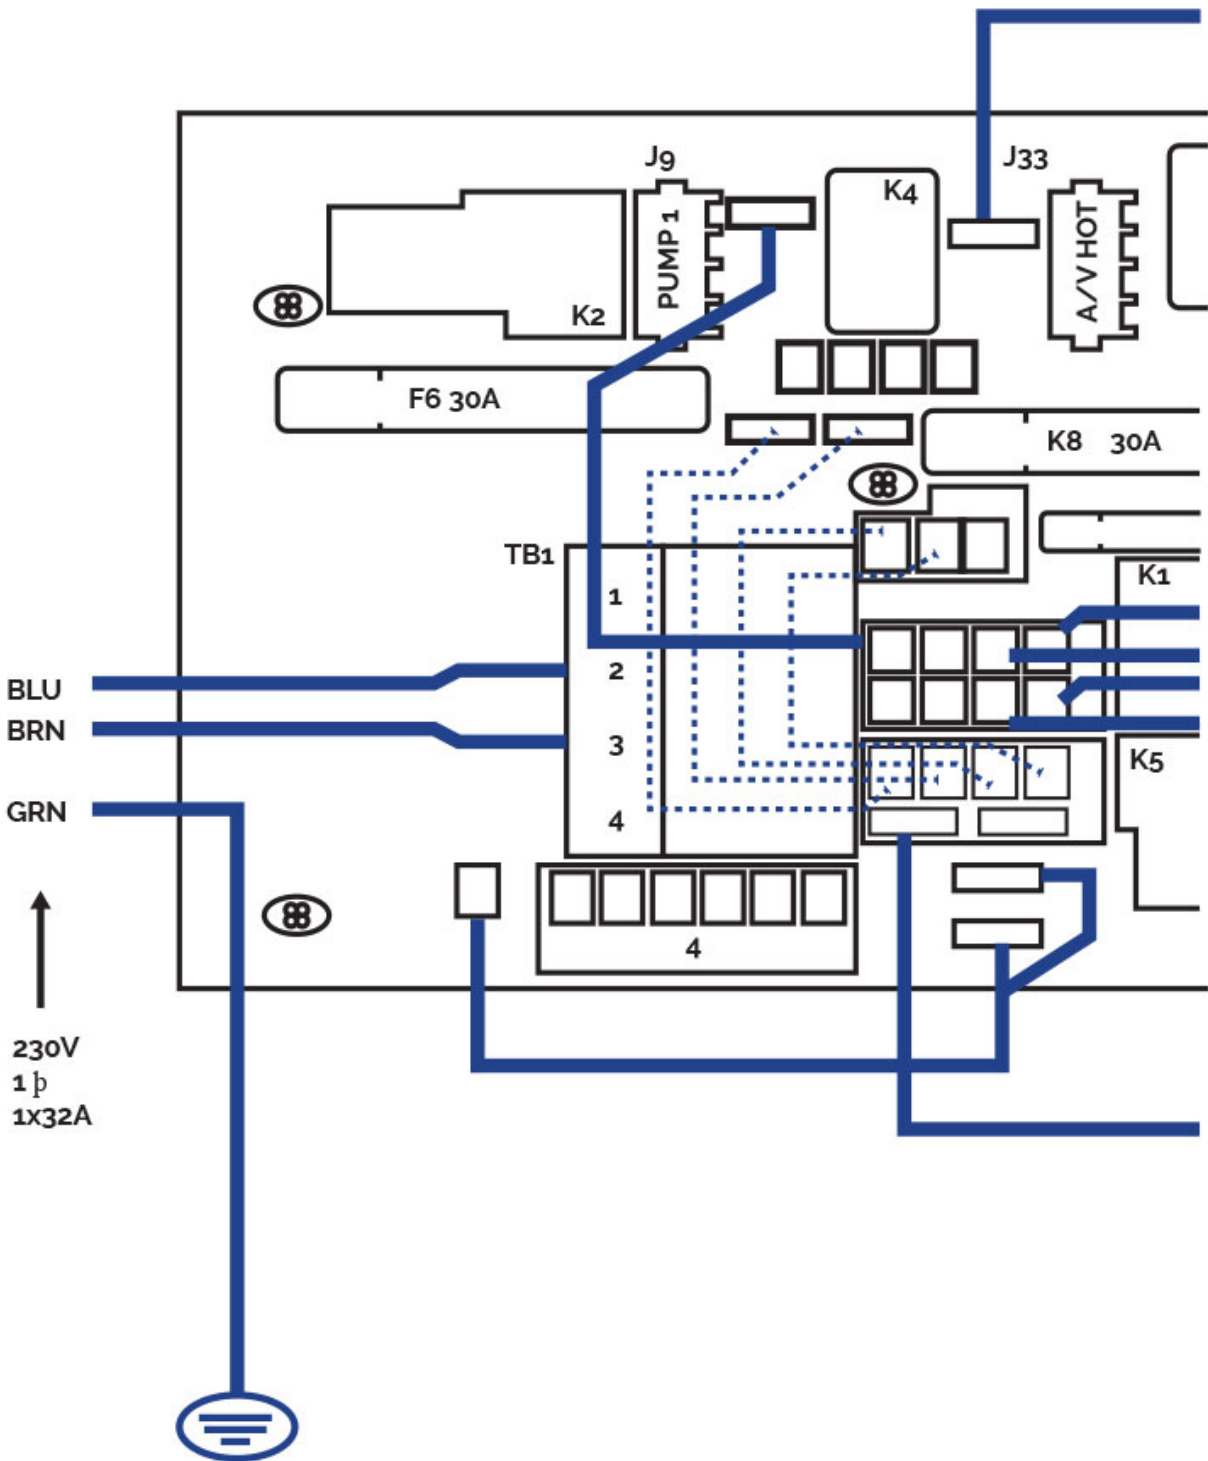 J9
J33
K4
PUMP 1
A/V HOT
K2
F6 30A
K8 30A
TB1
K1
1
2
BLU
3
BRN
K5
GRN
4
4
230V
1 þ
1x32A